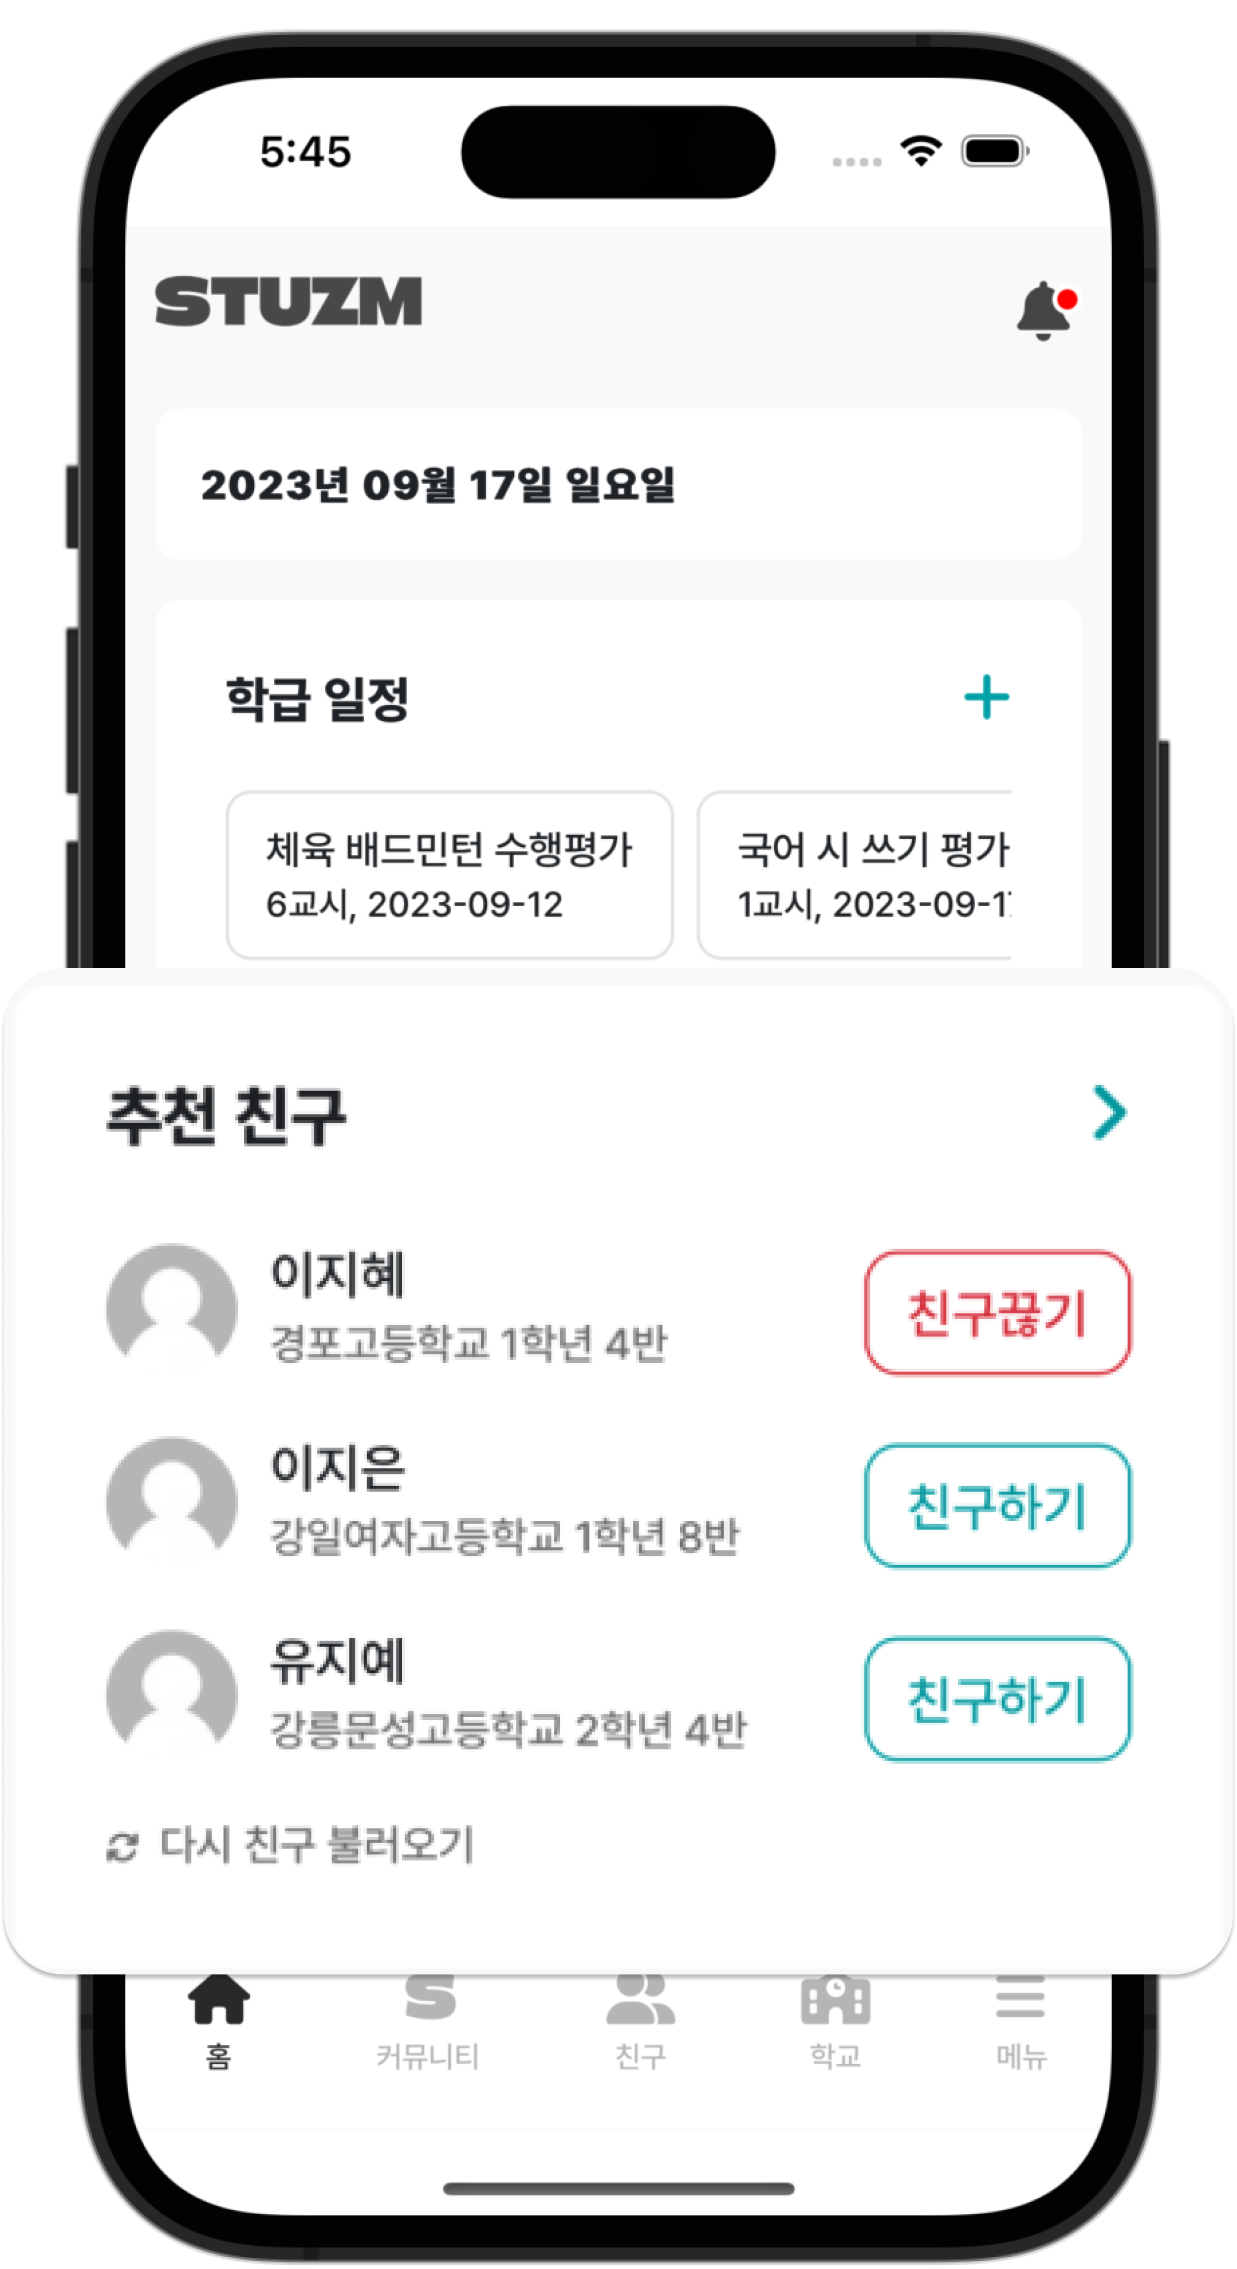 5:45
STUZM
2023년 09월 17일 일요일
학급 일정
체육 배드민턴 수행평가
6교시, 2023-09-12
국어 시 쓰기 평가
1교시, 2023-09-17
추천 친구
이지혜
경포고등학교 1학년 4반
친구끊기
이지은
강일여자고등학교 1학년 8반
친구하기
유지예
강릉문성고등학교 2학년 4반
친구하기
다시 친구 불러오기
홈
커뮤니티
친구
학교
메뉴